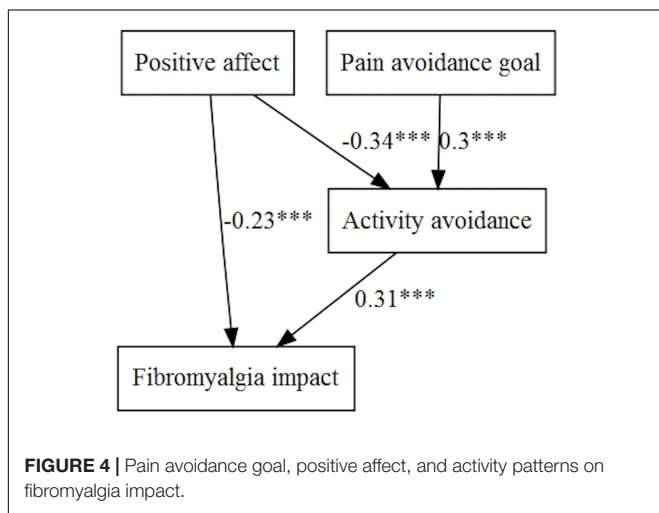 Positive affect
Pain avoidance goal
-0.34***
0.3***
-0.23***
Activity avoidance
0.31***
Fibromyalgia impact
FIGURE 4 | Pain avoidance goal, positive affect, and activity patterns on
fibromyalgia impact.